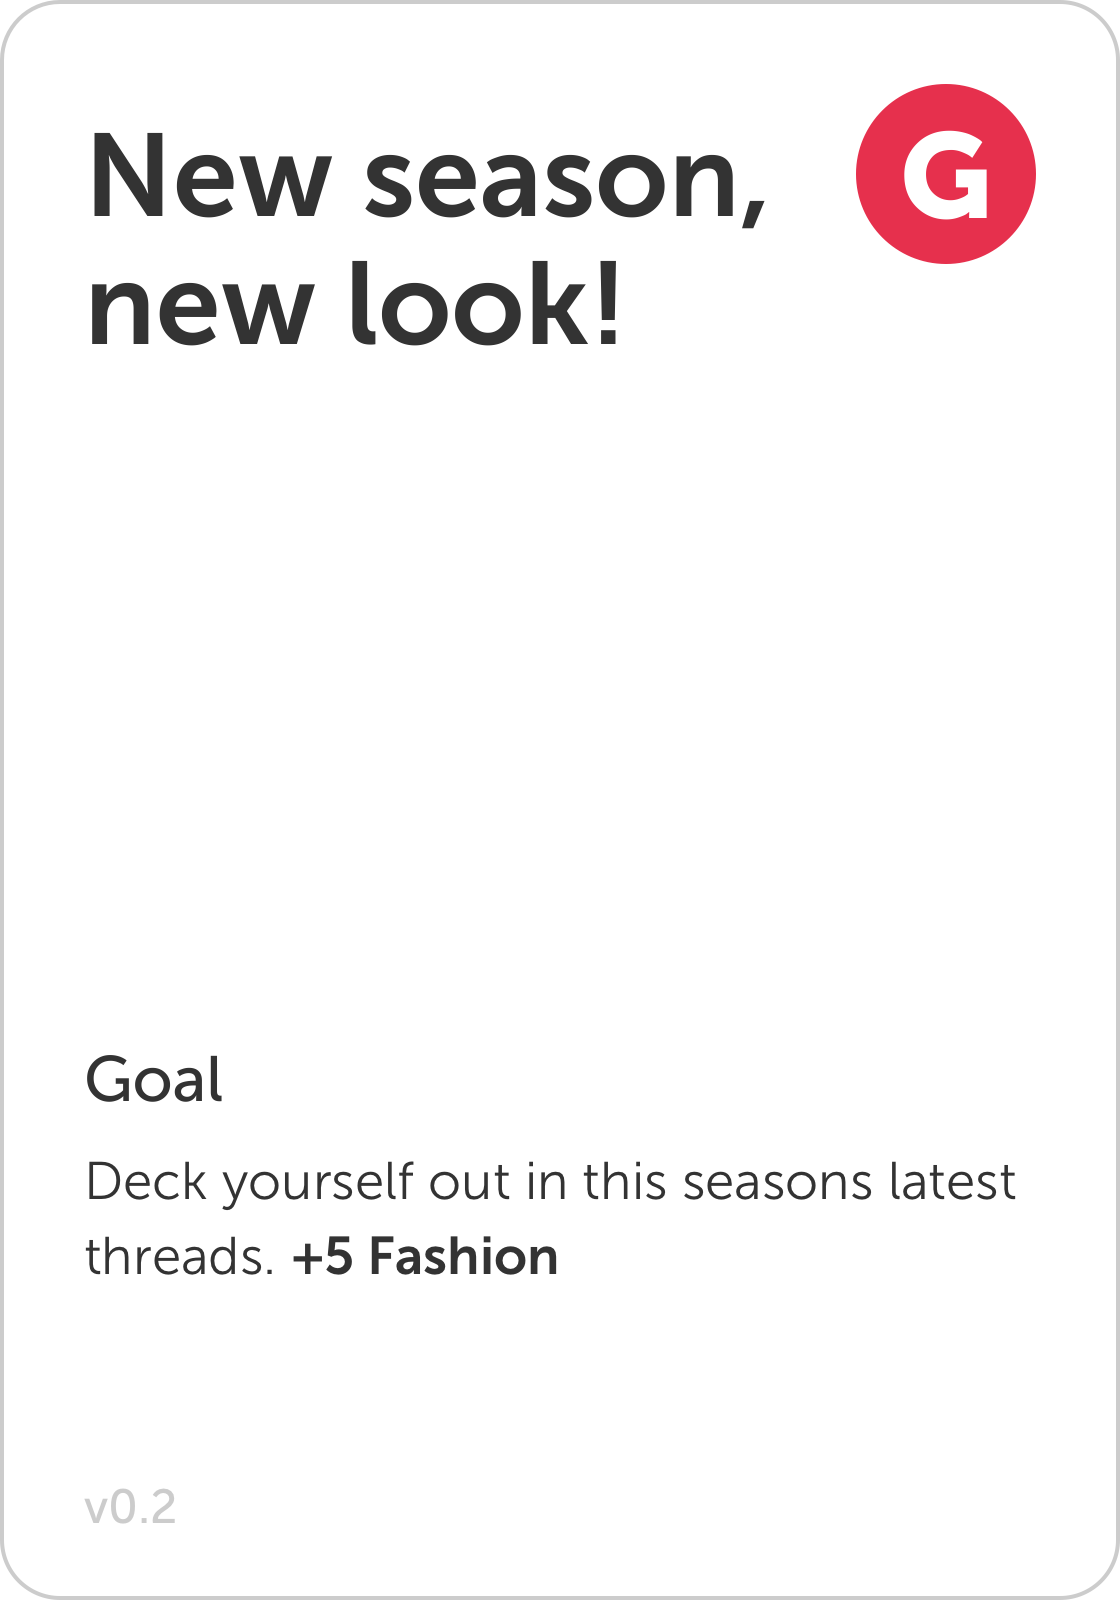 New season,
G
new look!
Goal
Deck yourself out in this seasons latest
threads. +5 Fashion
v0.2